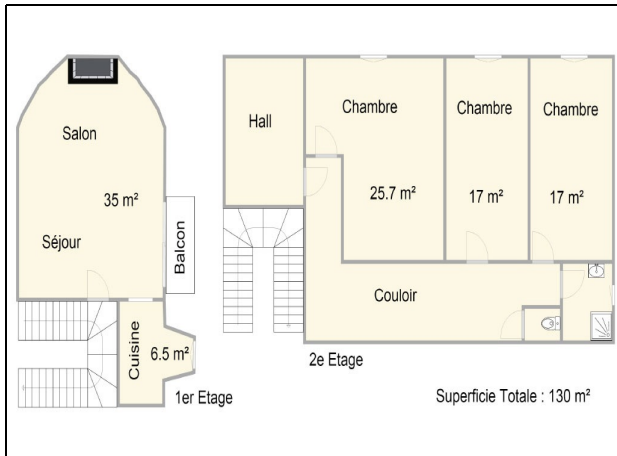 Salon
35 m²
Séjour
Balcon
Cuisine
6.5 m²
1er Etage
Hall
Chambre
25.7 m²
Chambre
17 m²
Chambre
17 m²
Couloir
2e Etage
Superficie Totale : 130 m²